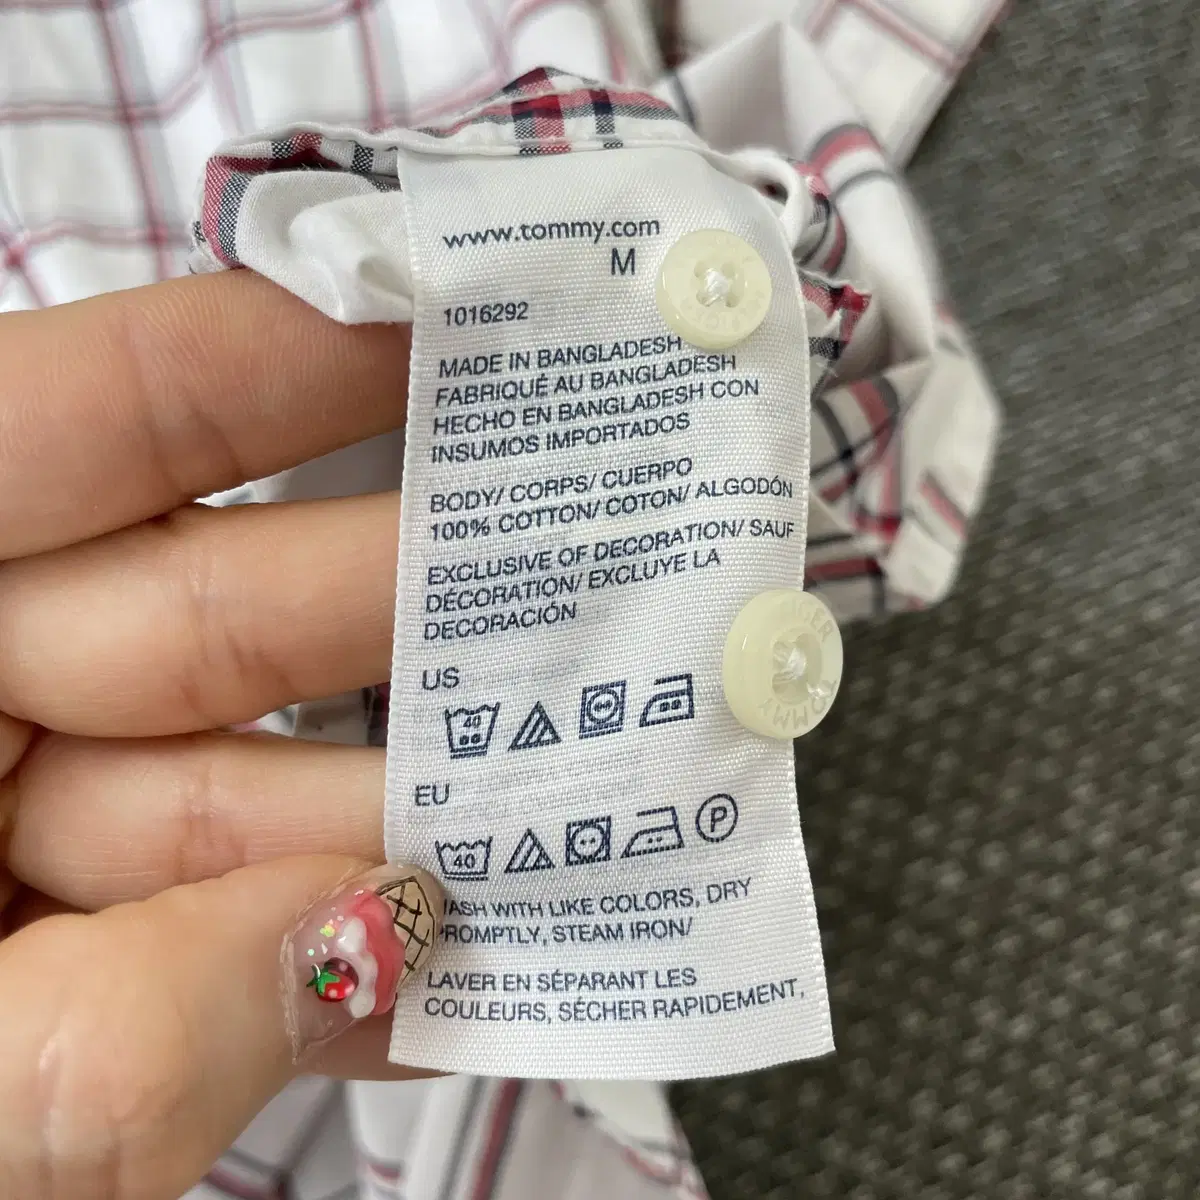 www.tommy.com
M
1016292
MADE IN BANGLADESH
FABRIQUÉ AU BANGLADESH
HECHO EN BANGLADESH CON
INSUMOS IMPORTADOS
BODY/ CORPS/ CUERPO
100% COTTON/ COTON/ ALGODÓN
EXCLUSIVE OF DECORATION/ SAUF
DÉCORATION/ EXCLUYE LA
DECORACIÓN
TOMMY
US
40
EU
40
P
WITH LIKE COLORS, DRY
PROMPTLY, STEAM IRON/
LAVER EN SÉPARANT LES
COULEURS, SÉCHER RAPIDEMENT,